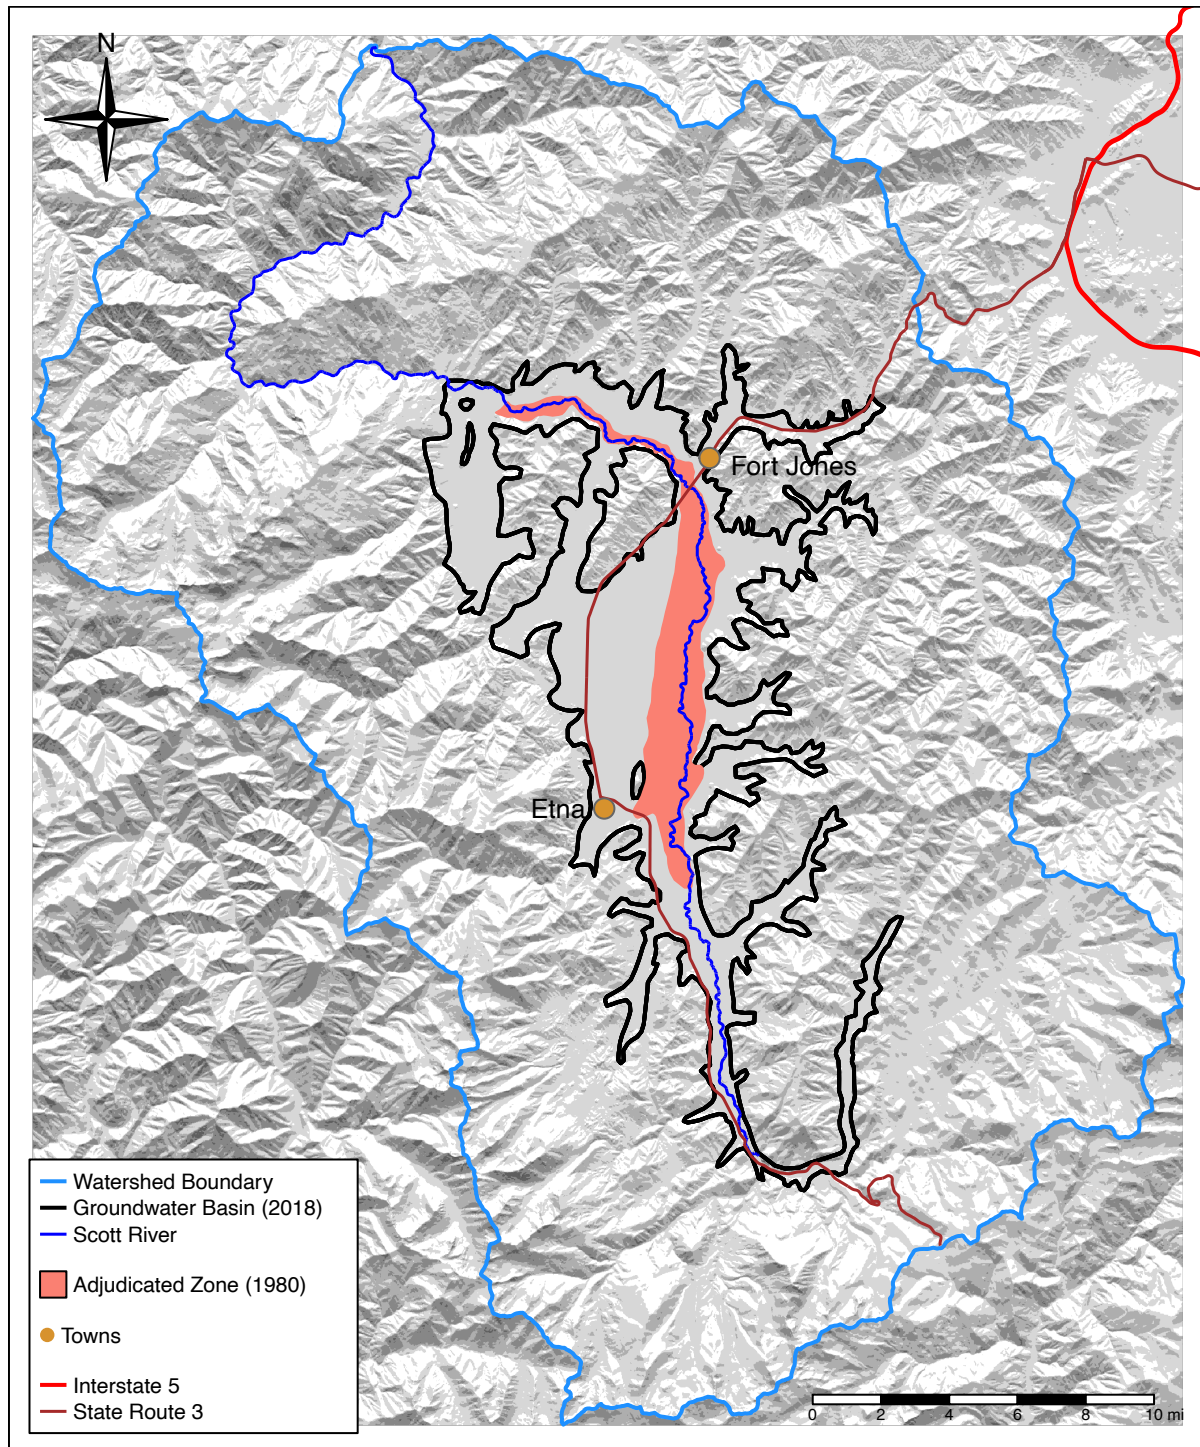 N
Fort Jones
Etna
Watershed Boundary
Groundwater Basin (2018)
Scott River
Adjudicated Zone (1980)
Towns
Interstate 5
State Route 3
0 2 4 6 8 10 mi